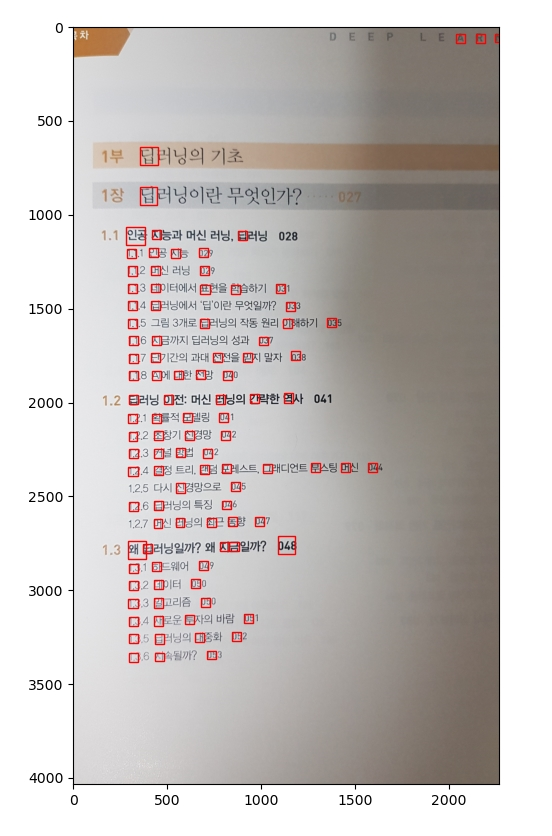 0
차
D E E P L E A R
500
1부 딥러닝의 기초
1장 딥러닝이란 무엇인가? ····· 027
1000
1.1 인공 지능과 머신 러닝, 딥러닝 028
1.1.1 인공 지능 029
1.1.2 머신 러닝 029
1.1.3 데이터에서 표현을 학습하기 031
1500
1.1.4 딥러닝에서 ‘딥’이란 무엇일까? 033
1.1.5 그림 3개로 딥러닝의 작동 원리 이해하기 035
1.1.6 지금까지 딥러닝의 성과 037
1.1.7 단기간의 과대 선전을 믿지 말자 038
1.1.8 AI에 대한 전망 040
2000
1.2 딥러닝 이전: 머신 러닝의 간략한 역사 041
1.2.1 확률적 모델링 041
1.2.2 초창기 신경망 042
1.2.3 커널 방법 042
1.2.4 결정 트리, 랜덤 포레스트, 그래디언트 부스팅 머신 044
2500
1.2.5 다시 신경망으로 045
1.2.6 딥러닝의 특징 046
1.2.7 머신 러닝의 최근 동향 047
1.3 왜 딥러닝일까? 왜 지금일까? 048
1.3.1 하드웨어 049
3000
1.3.2 데이터 050
1.3.3 알고리즘 050
1.3.4 새로운 투자의 바람 051
1.3.5 딥러닝의 대중화 052
1.3.6 지속될까? 053
3500
4000
0 500 1000 1500 2000